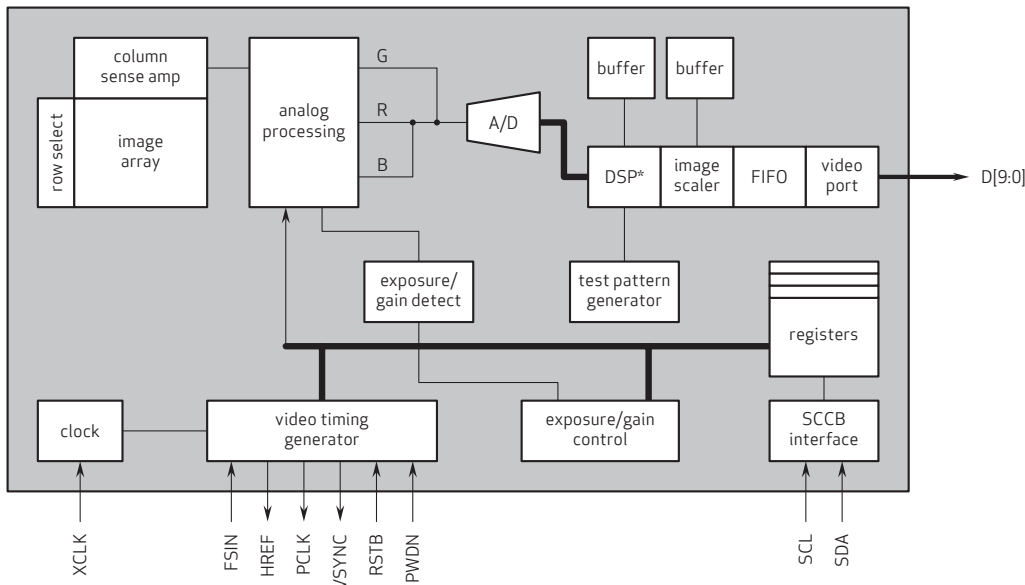 column
sense amp
row select
image
array
analog
processing
G
R
B
A/D
buffer
buffer
DSP*
image
scaler
FIFO
video
port
D[9:0]
exposure/
gain detect
test pattern
generator
registers
clock
video timing
generator
exposure/gain
control
SCCB
interface
XCLK
FSIN
HREF
PCLK
VSYNC
RSTB
PWDN
SCL
SDA